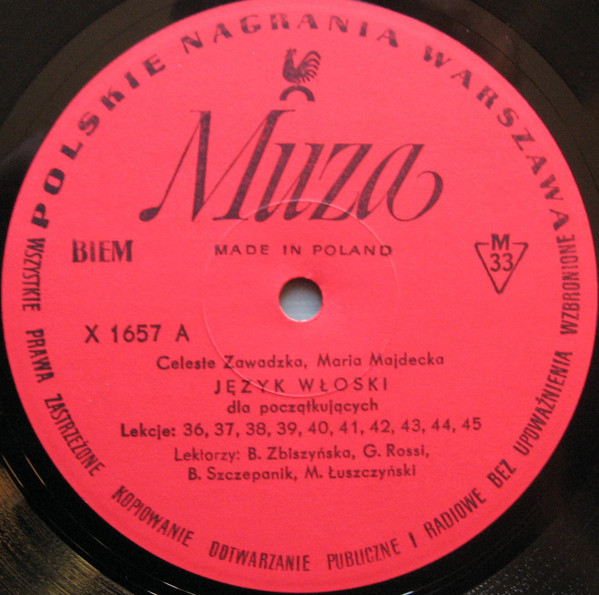 POLSKIE NAGRANIA WARSZAWA
Muza
MADE IN POLAND
BIEM
M
33
X 1657 A
Celeste Zawadzka, Maria Majdecka
JĘZYK WŁOSKI
dla początkujących
Lekcje: 36, 37, 38, 39, 40, 41, 42, 43, 44, 45
Lektorzy: B. Zbiszyńska, G. Rossi,
B. Szczepanik, M. Łuszczyński
WSZYSTKIE PRAWA ZASTRZEŻONE KOPIOWANIE ODTWARZANIE PUBLICZNE I RADIOWE BEZ UPOWAŻNIENIA WZBRONIONE